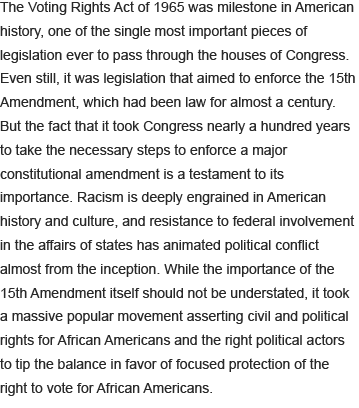 The Voting Rights Act of 1965 was milestone in American
history, one of the single most important pieces of
legislation ever to pass through the houses of Congress.
Even still, it was legislation that aimed to enforce the 15th
Amendment, which had been law for almost a century.
But the fact that it took Congress nearly a hundred years
to take the necessary steps to enforce a major
constitutional amendment is a testament to its
importance. Racism is deeply engrained in American
history and culture, and resistance to federal involvement
in the affairs of states has animated political conflict
almost from the inception. While the importance of the
15th Amendment itself should not be understated, it took
a massive popular movement asserting civil and political
rights for African Americans and the right political actors
to tip the balance in favor of focused protection of the
right to vote for African Americans.